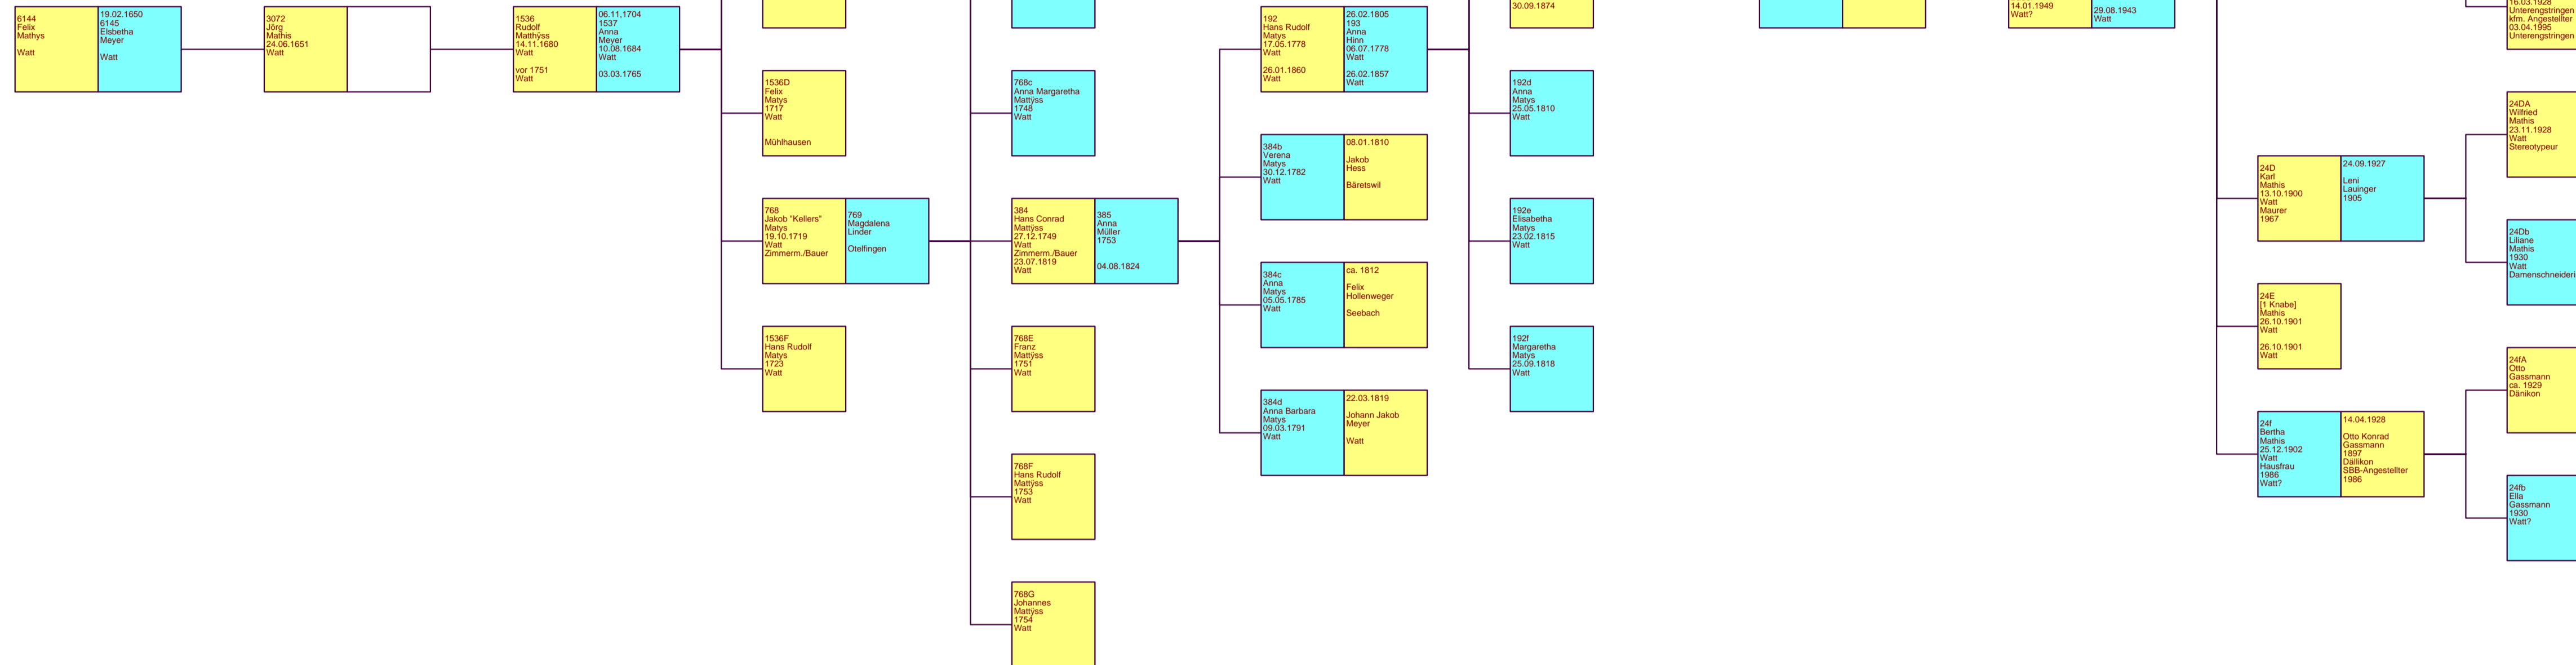 6144
Felix
Mathys
Watt
19.02.1650
6145
Elsbetha
Meyer
Watt
3072
Jörg
Mathis
24.06.1651
Watt
1536
Rudolf
Matthÿss
14.11.1680
Watt
vor 1751
Watt
06.11,1704
1537
Anna
Meyer
10.08.1684
Watt
03.03.1765
1536D
Felix
Matys
1717
Watt
Mühlhausen
768
Jakob "Kellers"
Matys
19.10.1719
Watt
Zimmerm./Bauer
769
Magdalena
Linder
Otelfingen
1536F
Hans Rudolf
Matys
1723
Watt
768c
Anna Margaretha
Mattÿss
1748
Watt
384
Hans Conrad
Mattÿss
27.12.1749
Watt
Zimmerm./Bauer
23.07.1819
Watt
385
Anna
Müller
1753
04.08.1824
768E
Franz
Mattÿss
1751
Watt
768F
Hans Rudolf
Mattÿss
1753
Watt
768G
Johannes
Mattÿss
1754
Watt
192
Hans Rudolf
Matys
17.05.1778
Watt
26.01.1860
Watt
26.02.1805
193
Anna
Hinn
06.07.1778
Watt
26.02.1857
Watt
384b
Verena
Matys
30.12.1782
Watt
08.01.1810
Jakob
Hess
Bäretswil
384c
Anna
Matys
05.05.1785
Watt
ca. 1812
Felix
Hollenweger
Seebach
384d
Anna Barbara
Matys
09.03.1791
Watt
22.03.1819
Johann Jakob
Meyer
Watt
30.09.1874
192d
Anna
Matys
25.05.1810
Watt
192e
Elisabetha
Matys
23.02.1815
Watt
192f
Margaretha
Matys
25.09.1818
Watt
14.01.1949
Watt?
29.08.1943
Watt
24D
Karl
Mathis
13.10.1900
Watt
Maurer
1967
24.09.1927
Leni
Lauinger
1905
24E
[1 Knabe]
Mathis
26.10.1901
Watt
26.10.1901
Watt
24f
Bertha
Mathis
25.12.1902
Watt
Hausfrau
1986
Watt?
14.04.1928
Otto Konrad
Gassmann
1897
Dällikon
SBB-Angestellter
1986
16.03.1928
Unterengstringen
kfm. Angestellter
03.04.1995
Unterengstringen
24DA
Wilfried
Mathis
23.11.1928
Watt
Stereotypeur
24Db
Liliane
Mathis
1930
Watt
Damenschneideri
24fA
Otto
Gassmann
ca. 1929
Dänikon
24fb
Ella
Gassmann
1930
Watt?